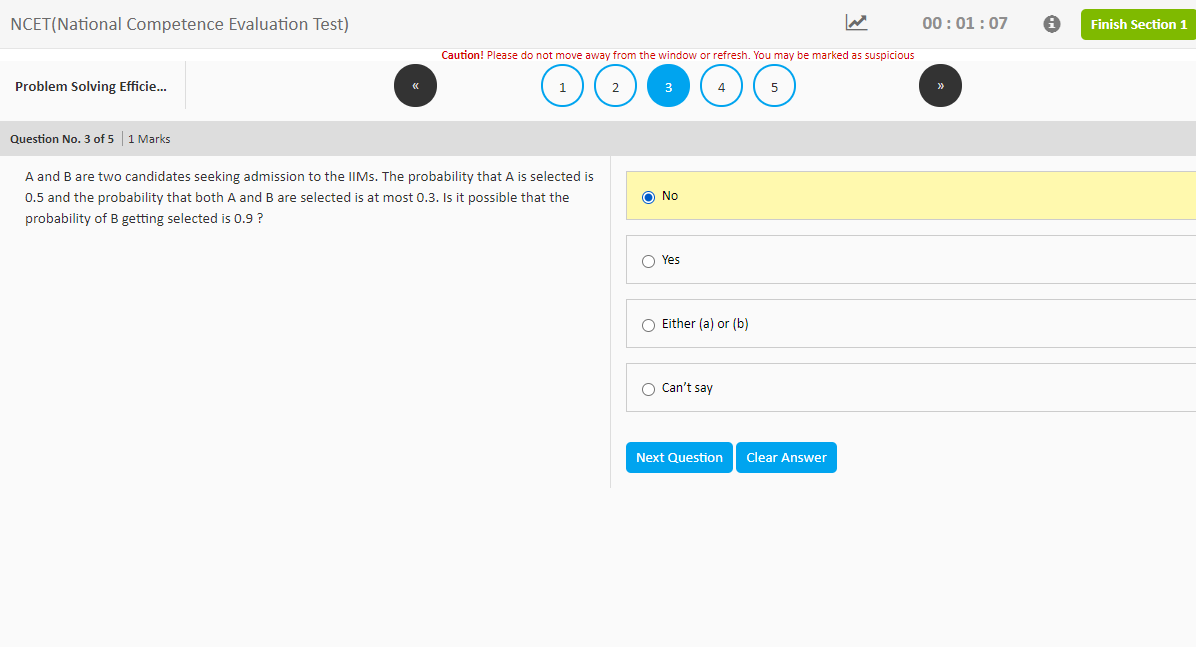 NCET(National Competence Evaluation Test)
00 : 01 : 07
Finish Section 1
Caution! Please do not move away from the window or refresh. You may be marked as suspicious
Problem Solving Efficie...
«
1
2
3
4
5
»
Question No. 3 of 5
1 Marks
A and B are two candidates seeking admission to the IIMs. The probability that A is selected is
0.5 and the probability that both A and B are selected is at most 0.3. Is it possible that the
probability of B getting selected is 0.9 ?
No
Yes
Either (a) or (b)
Can't say
Next Question
Clear Answer